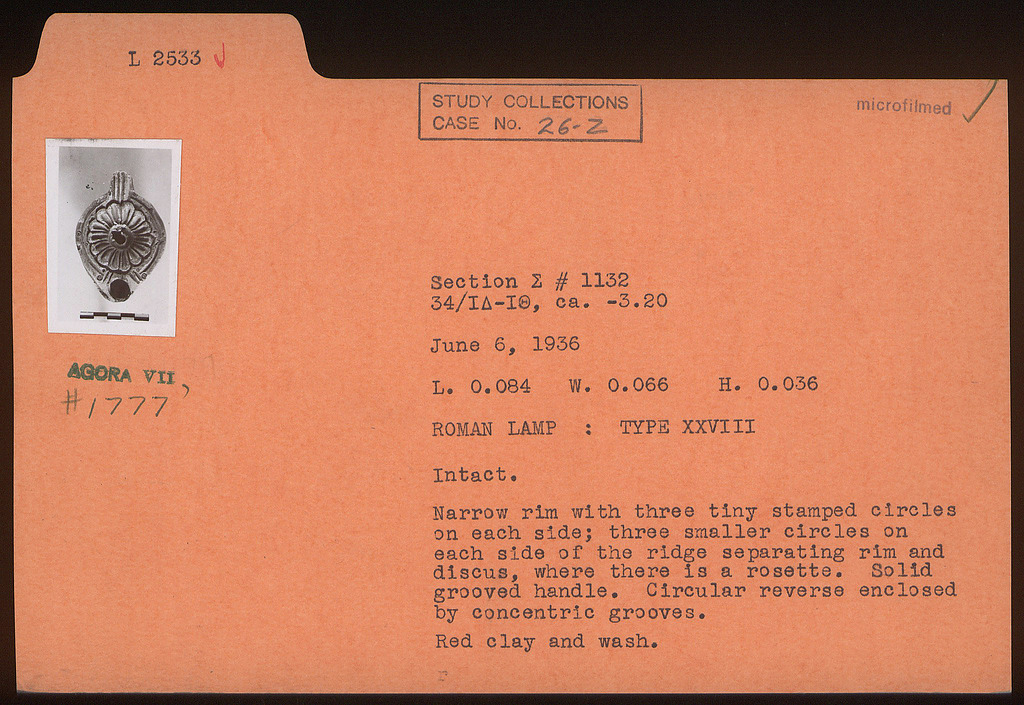 L 2533
STUDY COLLECTIONS
CASE No. 26-Z
microfilmed
AGORA VII,
#1777
Section Σ # 1132
34/ΙΔ-ΙΘ, ca. -3.20
June 6, 1936
L. 0.084 W. 0.066 H. 0.036
ROMAN LAMP : TYPE XXVIII
Intact.
Narrow rim with three tiny stamped circles
on each side; three smaller circles on
each side of the ridge separating rim and
discus, where there is a rosette. Solid
grooved handle. Circular reverse enclosed
by concentric grooves.
Red clay and wash.